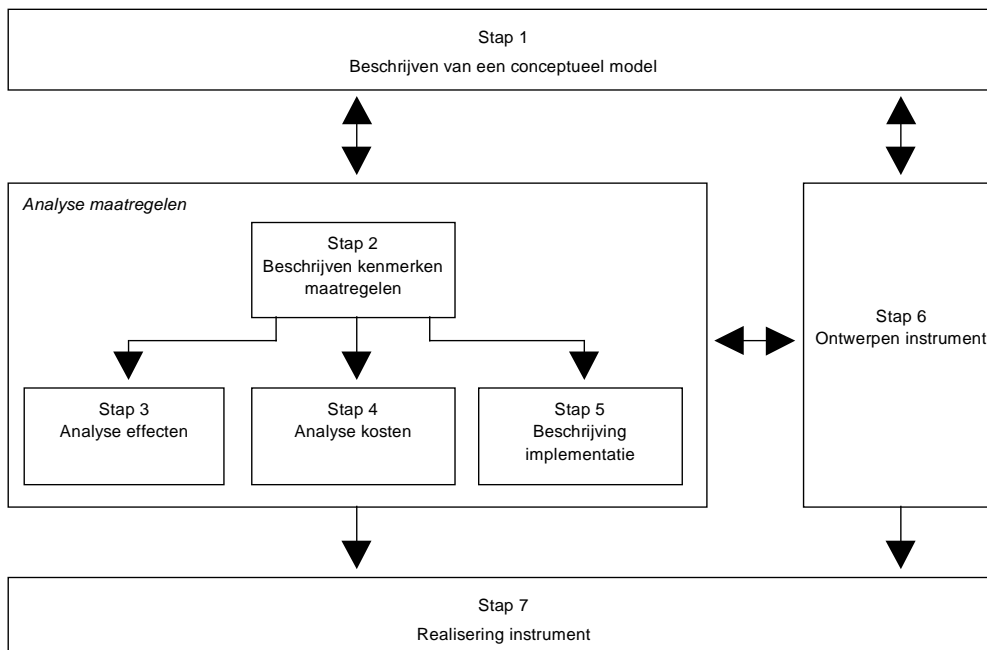 Stap 1
Beschrijven van een conceptueel model
Analyse maatregelen
Stap 2
Beschrijven kenmerken
maatregelen
Stap 3
Analyse effecten
Stap 4
Analyse kosten
Stap 5
Beschrijving
implementatie
Stap 6
Ontwerpen instrument
Stap 7
Realisering instrument